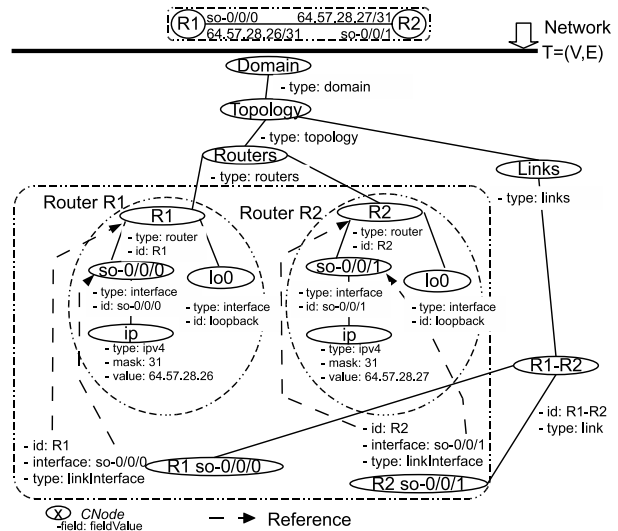 R1 so-0/0/0 64.57.28.27/31 R2
64.57.28.26/31 so-0/0/1
Network
T=(V,E)
Domain
- type: domain
Topology
- type: topology
Routers
- type: routers
Links
- type: links
Router R1
R1
- type: router
- id: R1
so-0/0/0
lo0
- type: interface
- id: so-0/0/0
- type: interface
- id: loopback
ip
- type: ipv4
- mask: 31
- value: 64.57.28.26
Router R2
R2
- type: router
- id: R2
so-0/0/1
lo0
- type: interface
- id: so-0/0/1
- type: interface
- id: loopback
ip
- type: ipv4
- mask: 31
- value: 64.57.28.27
R1-R2
- id: R1-R2
- type: link
- id: R1
- interface: so-0/0/0
- type: linkInterface
R1 so-0/0/0
- id: R2
- interface: so-0/0/1
- type: linkInterface
R2 so-0/0/1
X CNode
-field: fieldValue
Reference